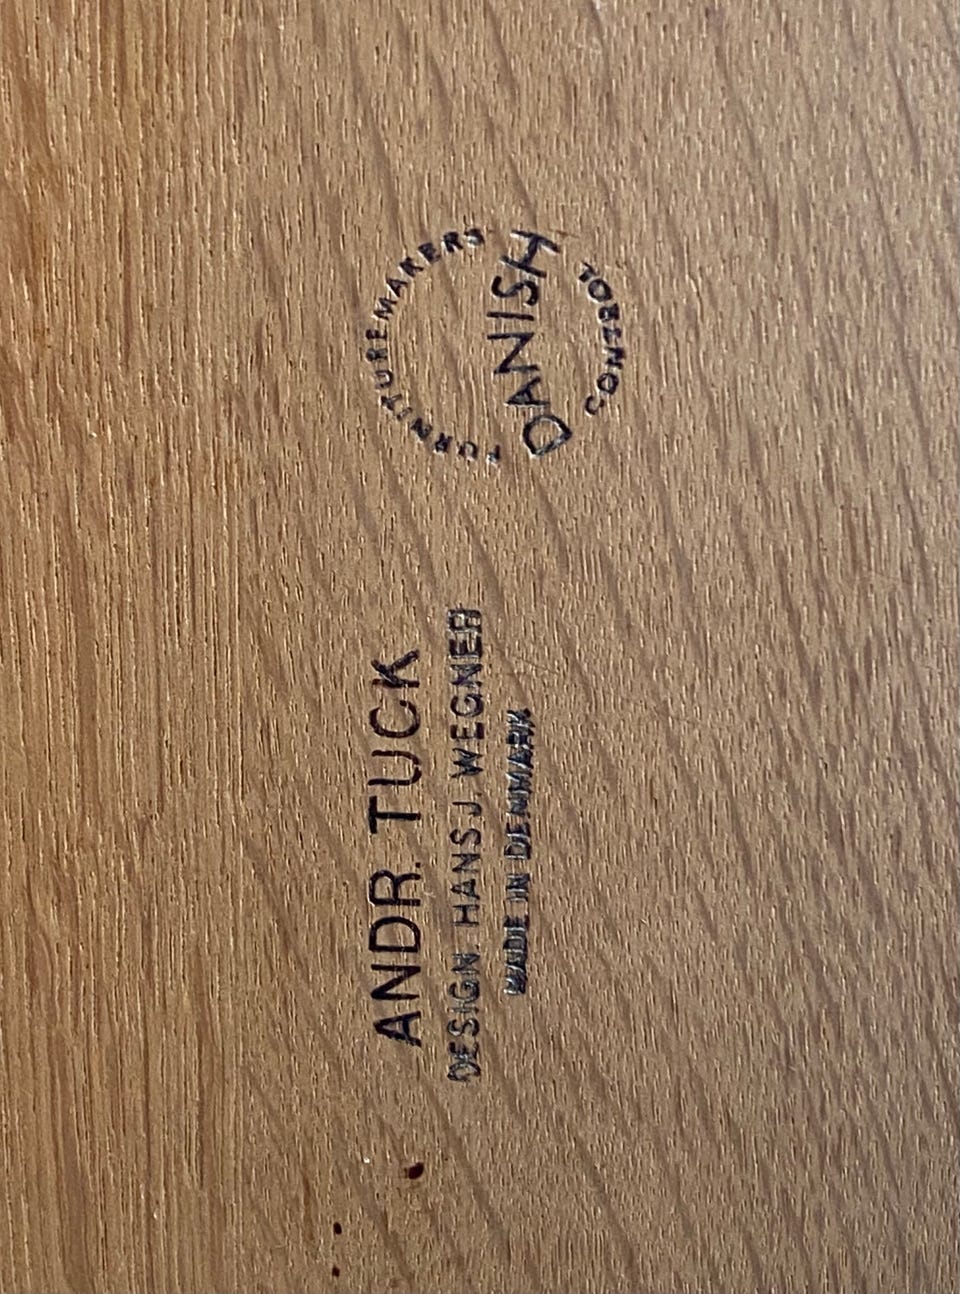 ANDR. TUCK
DESIGN. HANS J. WEGNER
MADE IN DENMARK
FURNITUREMAKERS
DANISH
CONTROL